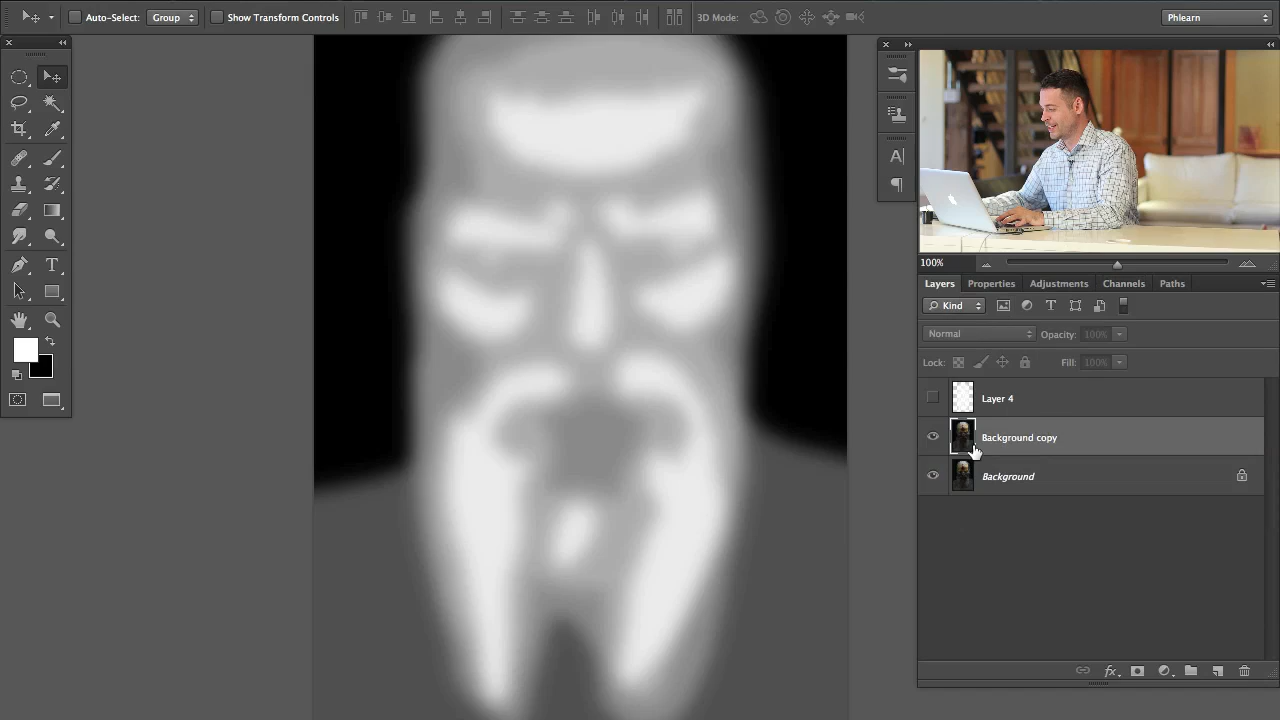 Auto-Select: Group Show Transform Controls 3D Mode: Phlearn
A
T
100%
Layers Properties Adjustments Channels Paths
Kind T
Normal Opacity: 100%
Lock: Fill: 100%
Layer 4
Background copy
Background
fx